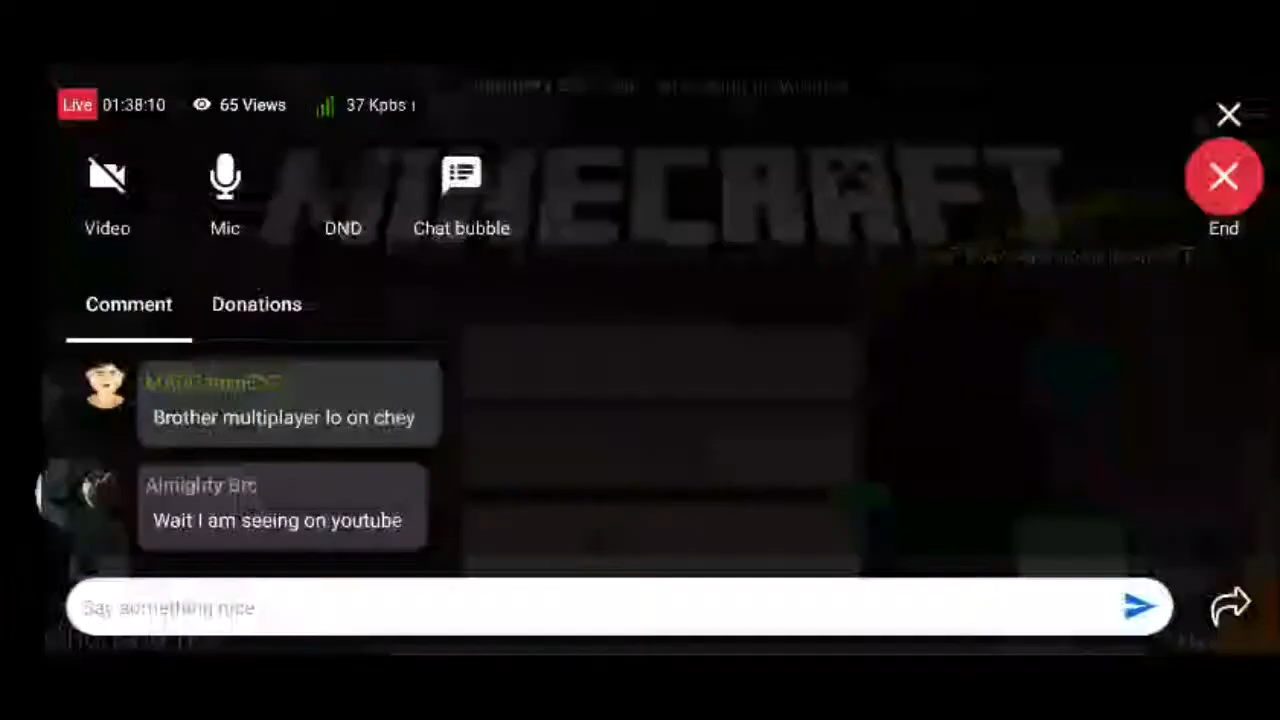 Live 01:38:10 65 Views 37 Kpbs
MINECRAFT
Video Mic DND Chat bubble End
Comment Donations
Brother multiplayer lo on chey
Almighty Bro
Wait I am seeing on youtube
Say something nice